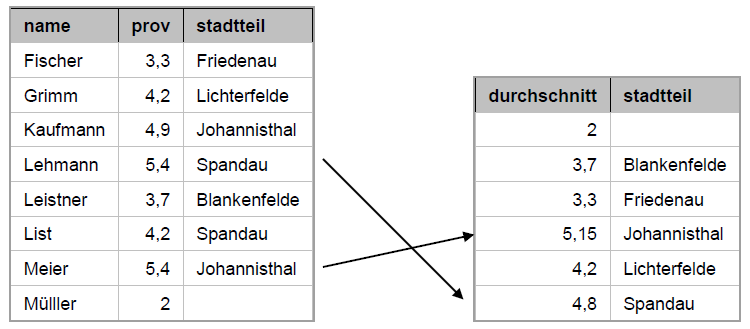 name prov stadtteil
Fischer 3,3 Friedenau
Grimm 4,2 Lichterfelde
Kaufmann 4,9 Johannisthal
Lehmann 5,4 Spandau
Leistner 3,7 Blankenfelde
List 4,2 Spandau
Meier 5,4 Johannisthal
Mülller 2
durchschnitt stadtteil
2
3,7 Blankenfelde
3,3 Friedenau
5,15 Johannisthal
4,2 Lichterfelde
4,8 Spandau